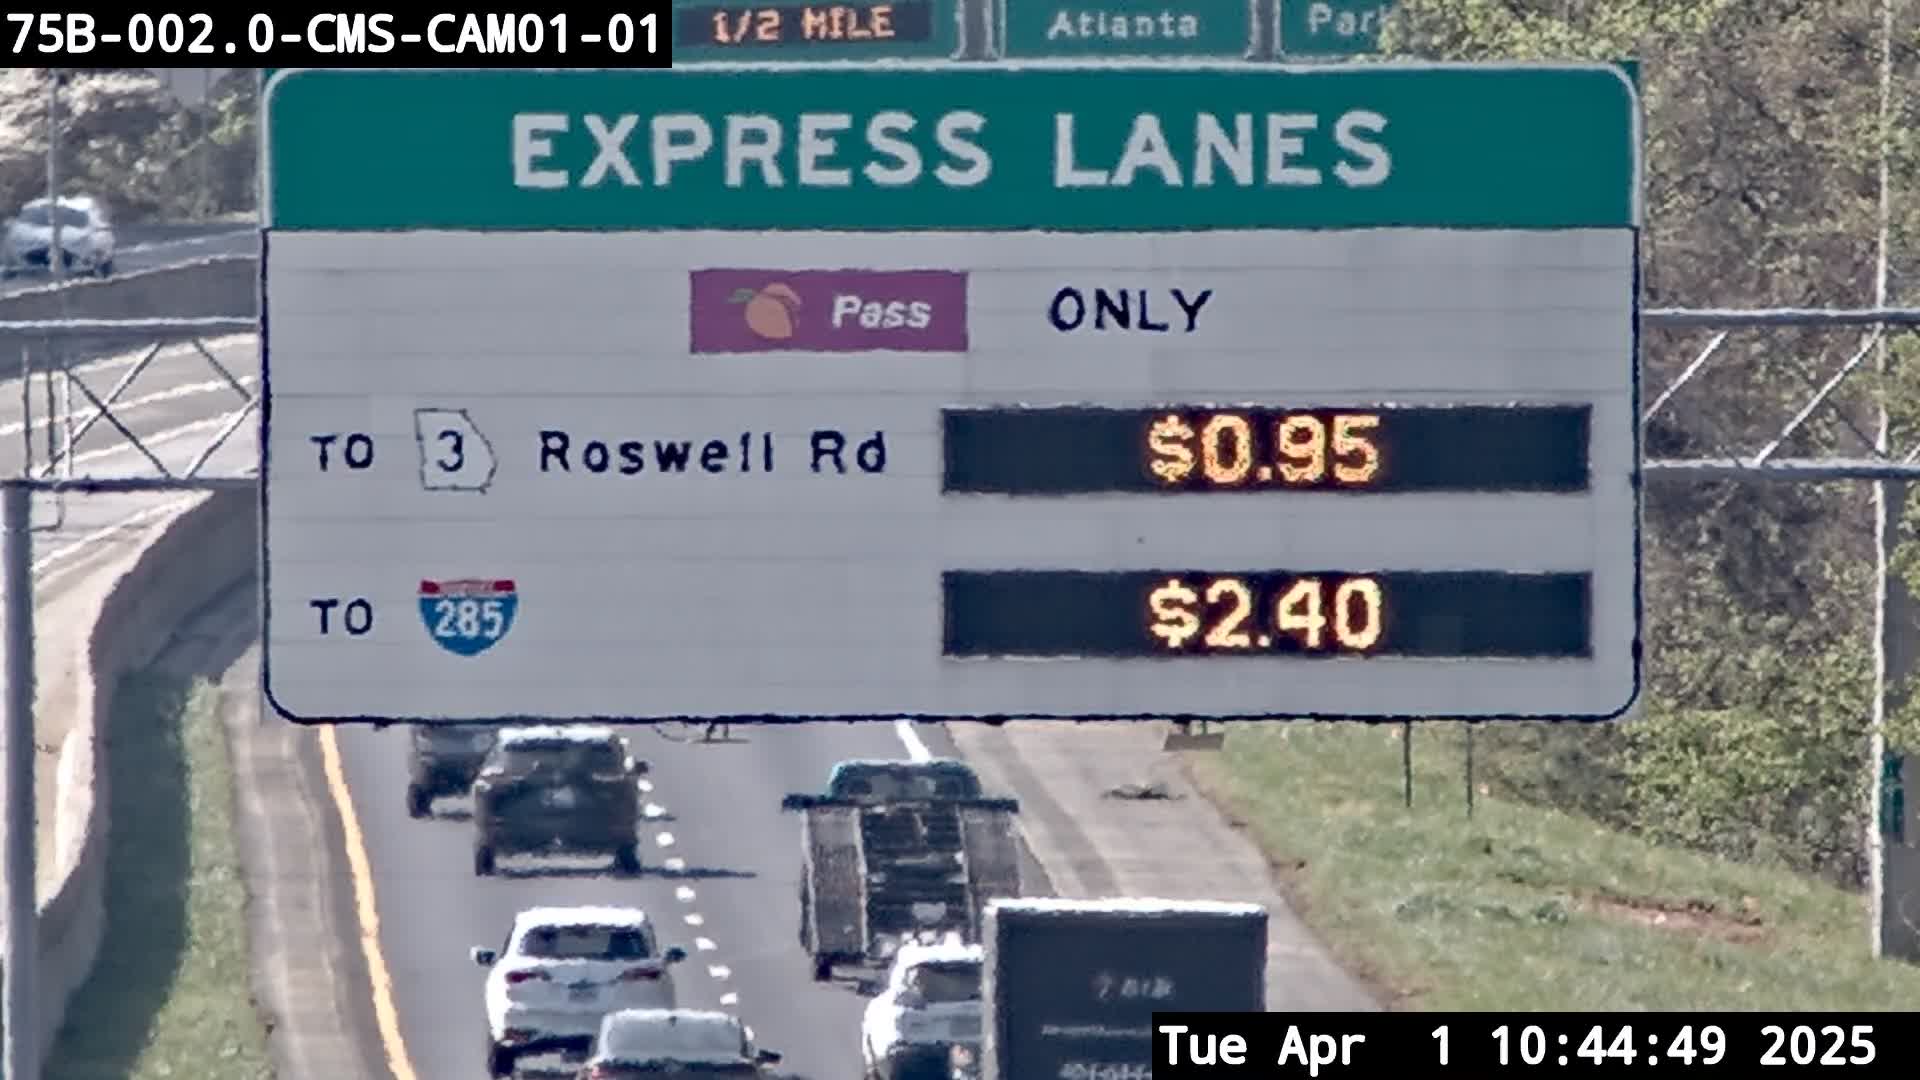 75B-002.0-CMS-CAM01-01
1/2 MILE
Atlanta
EXPRESS LANES
Pass ONLY
TO 3 Roswell Rd $0.95
TO 285 $2.40
Tue Apr 1 10:44:49 2025